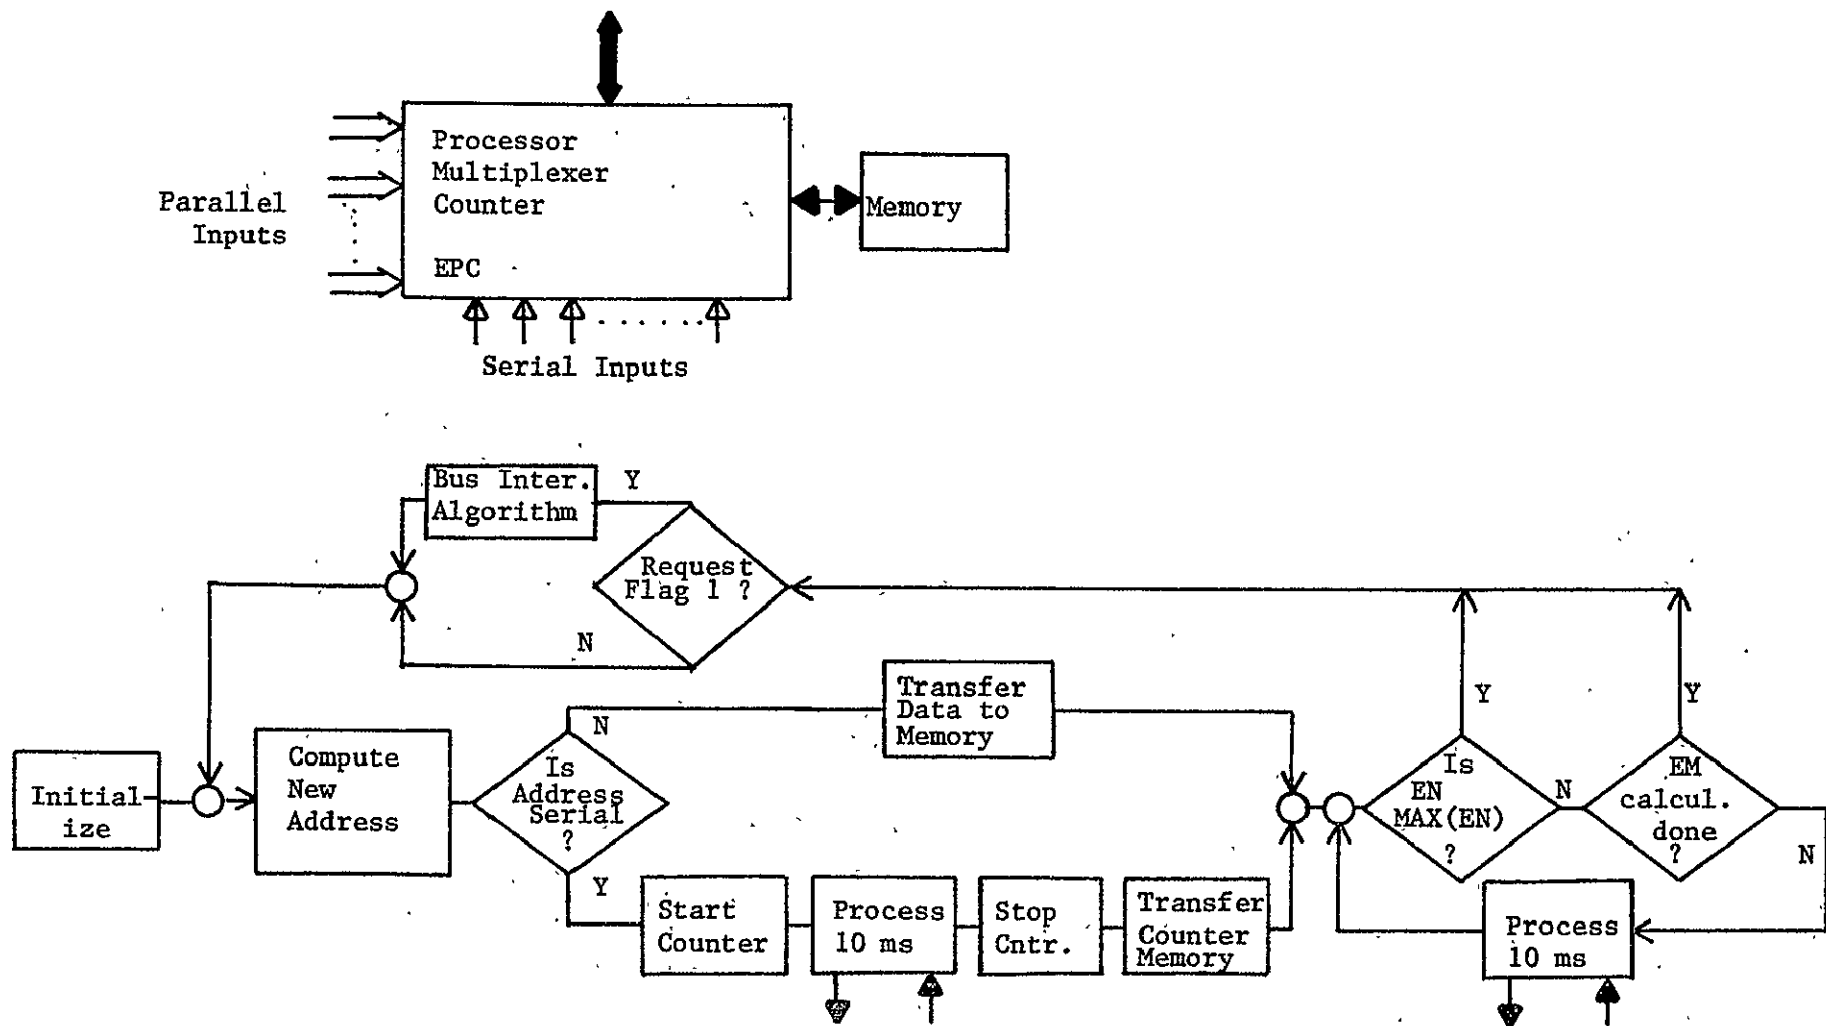 Processor
Multiplexer
Counter
EPC
Parallel
Inputs
Memory
Serial Inputs
Bus Inter.
Algorithm
Y
Request
Flag 1 ?
N
Transfer
Data to
Memory
N
Y
Y
Initial-
ize
Compute
New
Address
Is
Address
Serial
?
Is
EN
MAX(EN)
?
N
EM
calcul.
done
?
N
Y
Start
Counter
Process
10 ms
Stop
Cntr.
Transfer
Counter
Memory
Process
10 ms